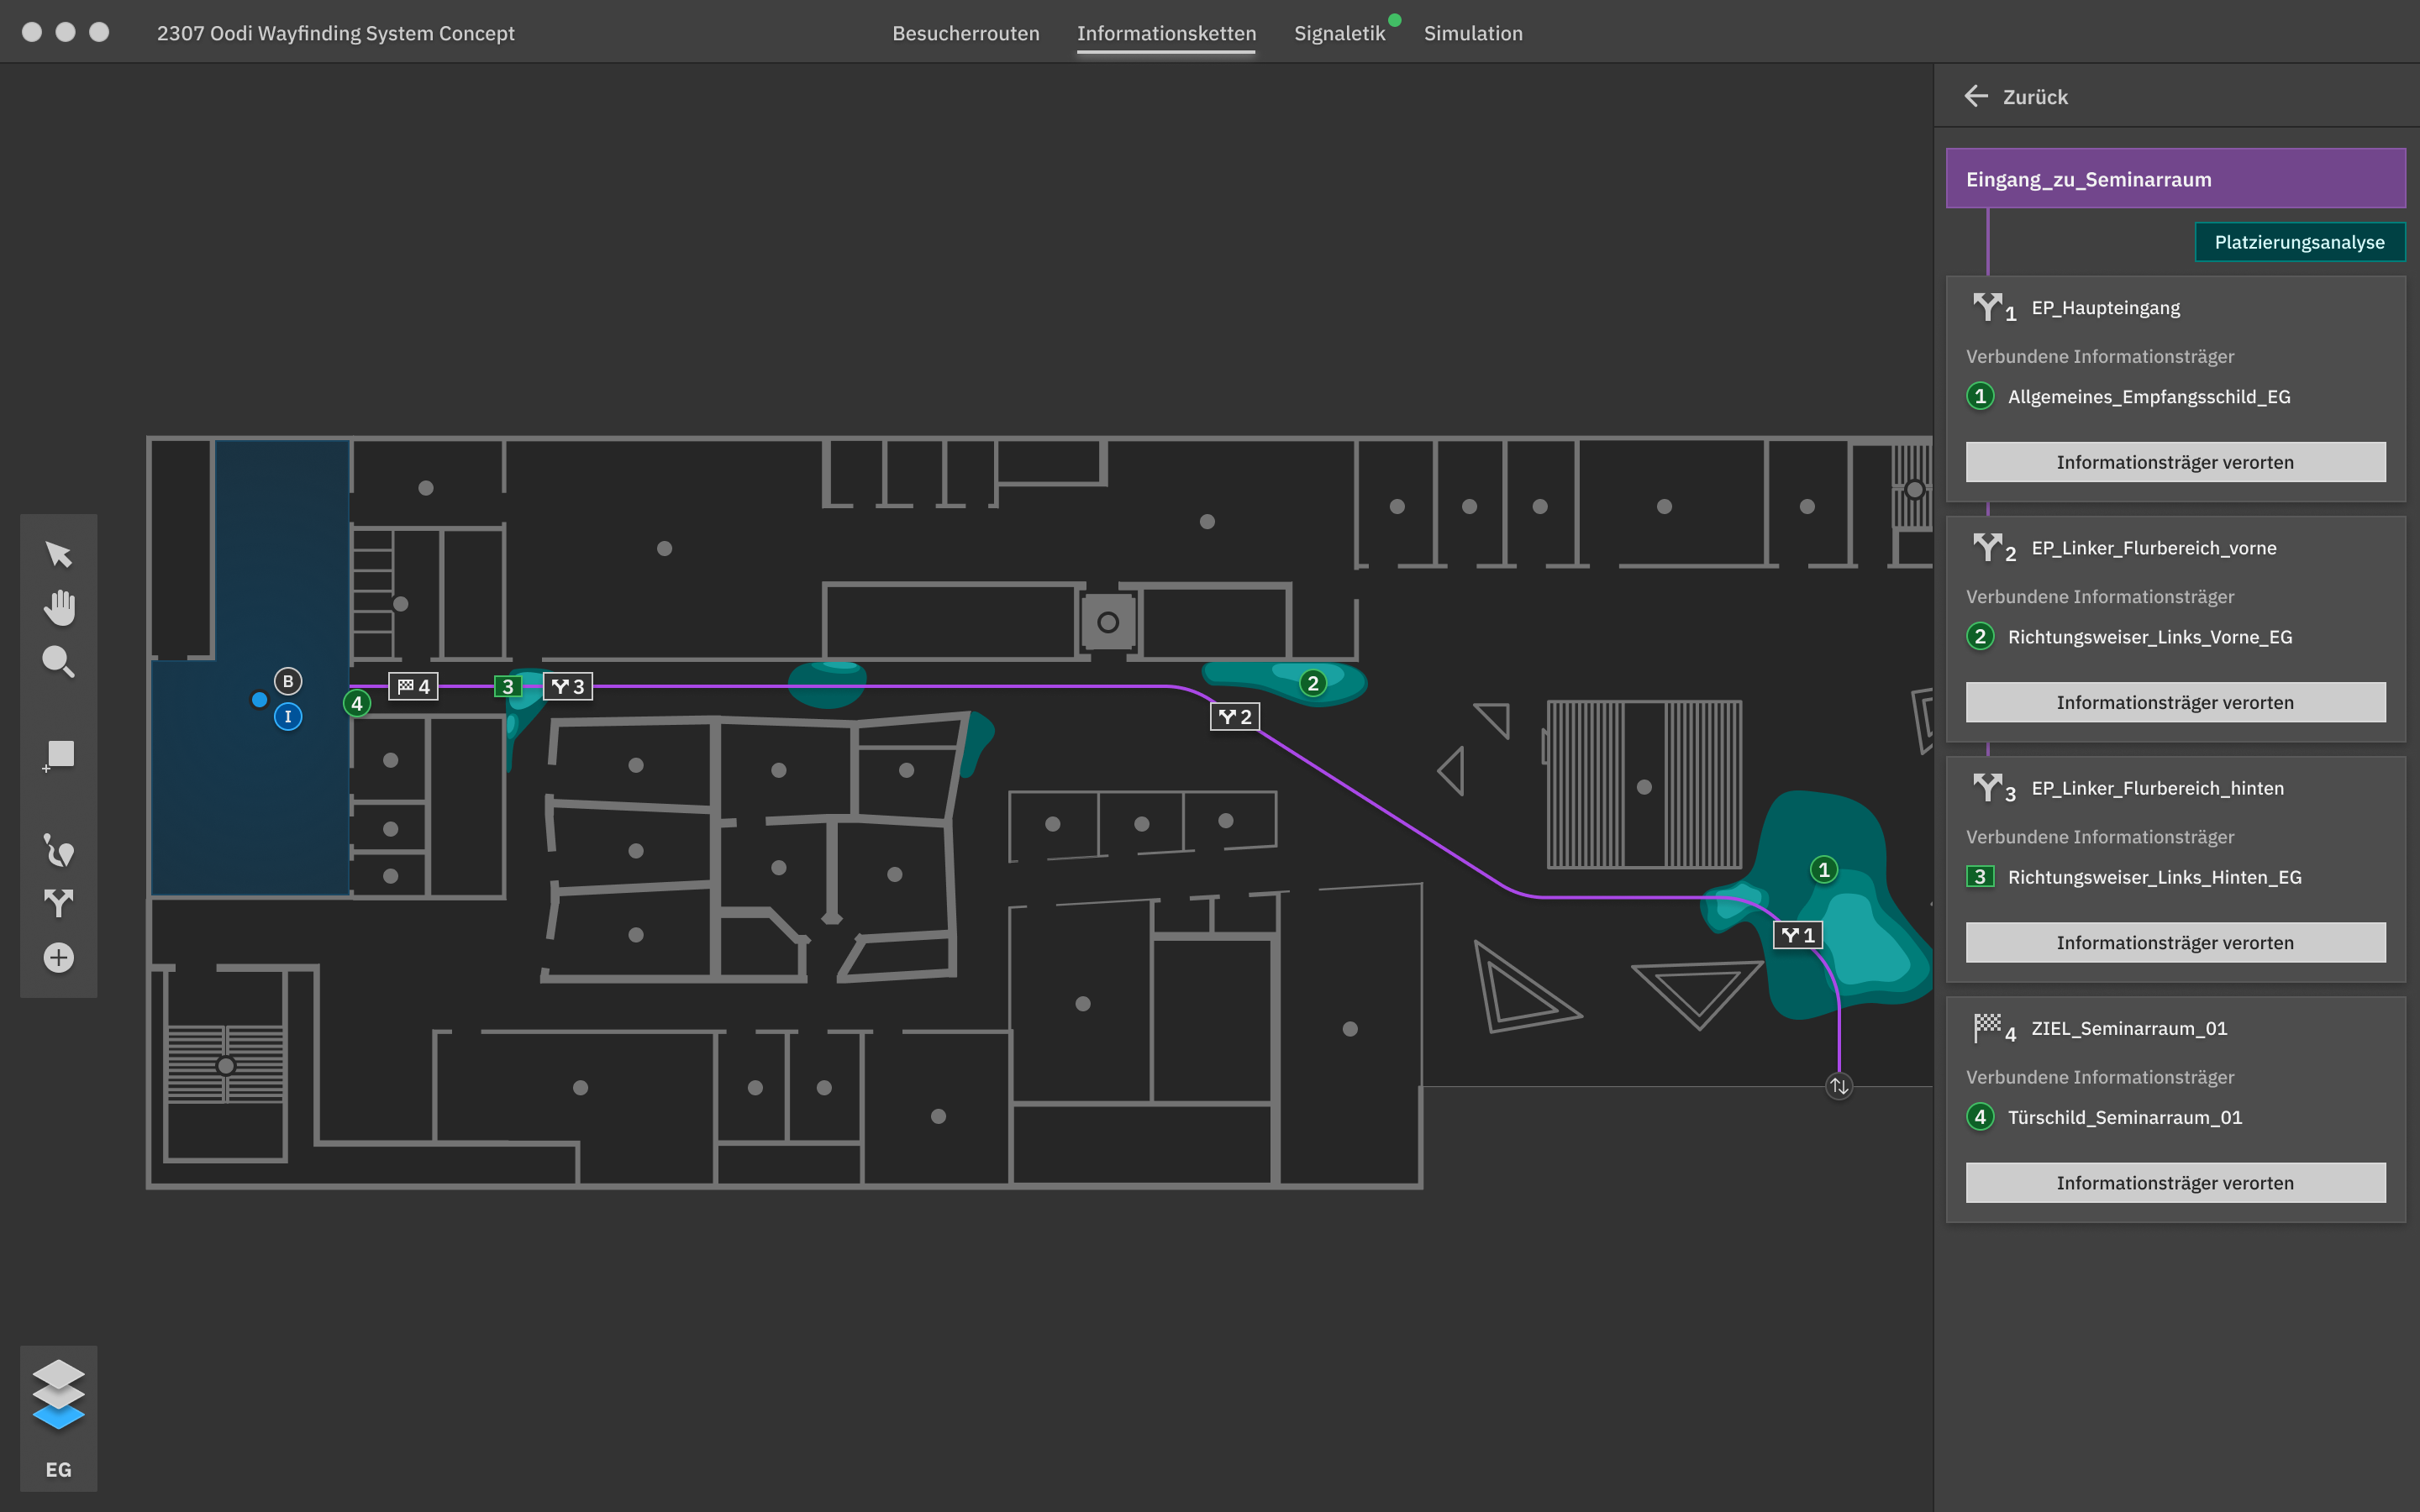 2307 Oodi Wayfinding System Concept
Besucherrouten
Informationsketten
Signaletik
Simulation
Zurück
Eingang_zu_Seminarraum
Platzierungsanalyse
1 EP_Haupteingang
Verbundene Informationsträger
1 Allgemeines_Empfangsschild_EG
Informationsträger verorten
2 EP_Linker_Flurbereich_vorne
Verbundene Informationsträger
2 Richtungsweiser_Links_Vorne_EG
Informationsträger verorten
3 EP_Linker_Flurbereich_hinten
Verbundene Informationsträger
3 Richtungsweiser_Links_Hinten_EG
Informationsträger verorten
4 ZIEL_Seminarraum_01
Verbundene Informationsträger
4 Türschild_Seminarraum_01
Informationsträger verorten
B
I
4
4
3
3
2
2
1
1
EG